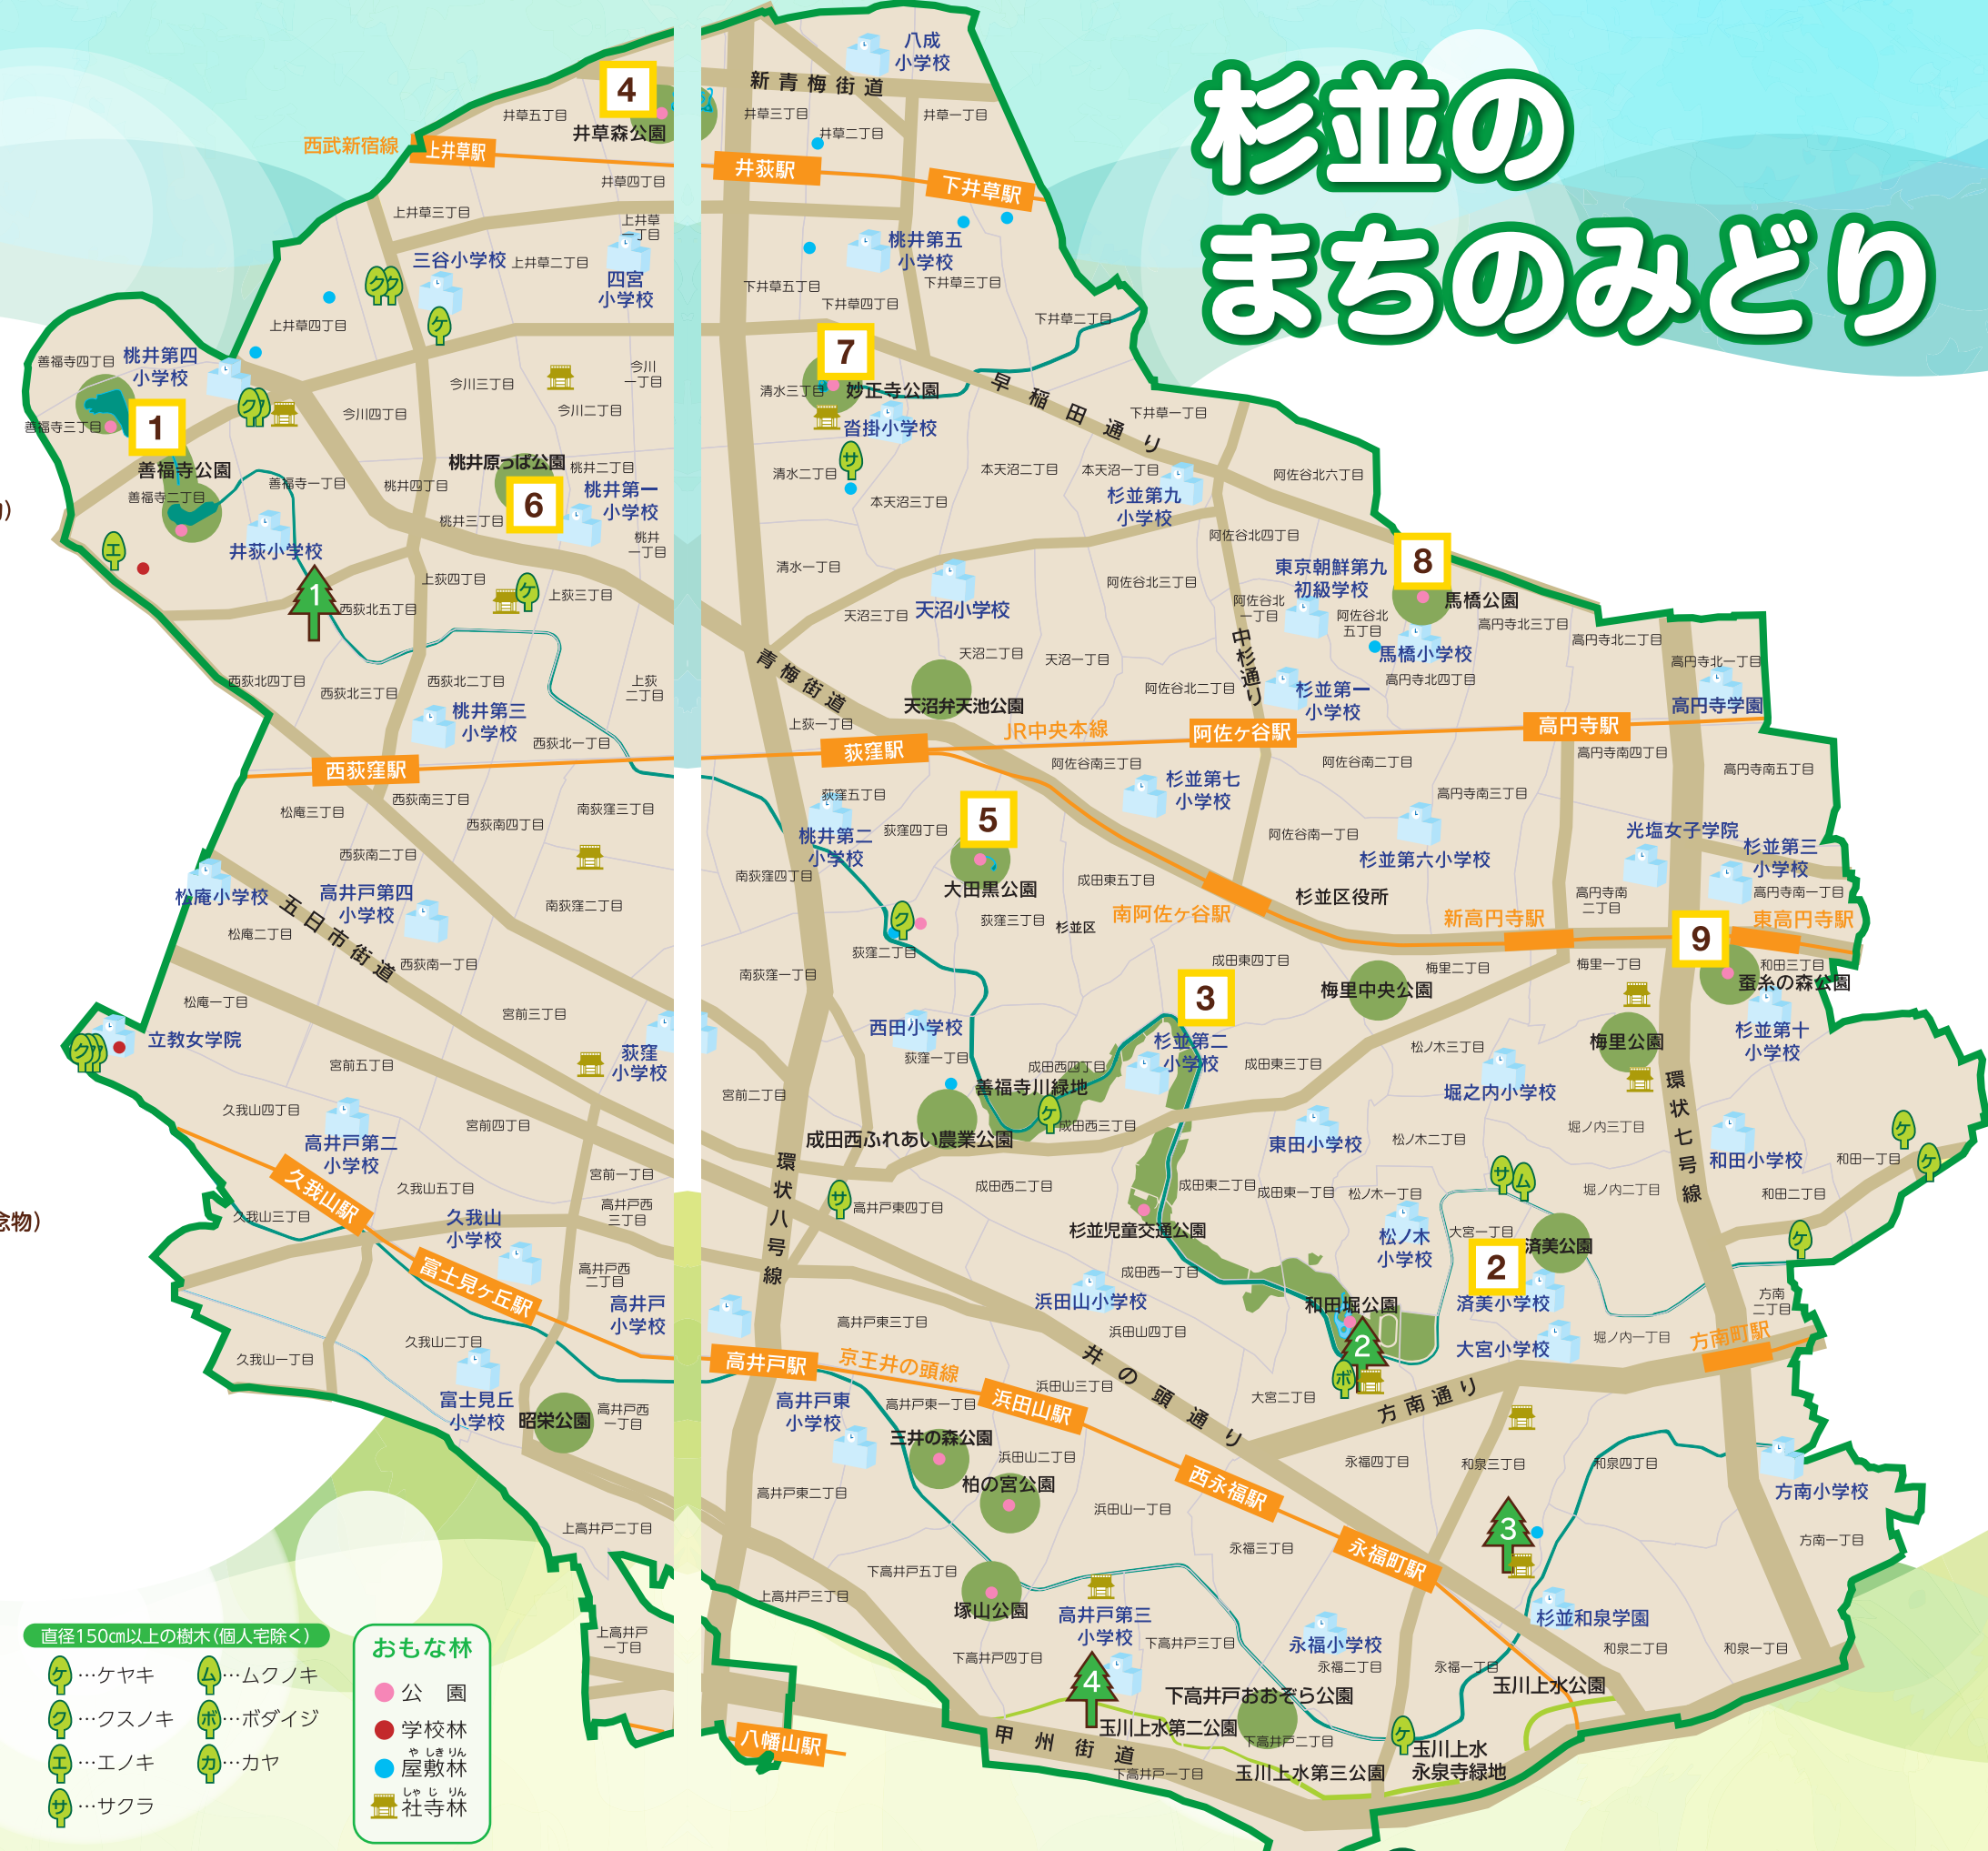 杉並の
まちのみどり
八成
小学校
新青梅街道
4
井草五丁目
井草森公園
井草三丁目
井草二丁目
井草一丁目
西武新宿線
上井草駅
井荻駅
下井草駅
井草四丁目
上井草三丁目
上井草
三谷小学校
上井草二丁目
四宮
小学校
桃井第五
小学校
下井草五丁目
下井草四丁目
下井草三丁目
下井草二丁目
クク
ケ
上井草四丁目
善福寺四丁目
桃井第四
小学校
今川三丁目
今川
一丁目
今川四丁目
今川二丁目
7
清水三丁目
妙正寺公園
沓掛小学校
早稲田通り
下井草一丁目
善福寺三丁目
1
善福寺公園
善福寺二丁目
善福寺一丁目
桃井原っぱ公園
桃井二丁目
桃井四丁目
6
桃井第一
小学校
桃井三丁目
桃井
一丁目
サ
清水二丁目
本天沼二丁目
本天沼一丁目
本天沼三丁目
杉並第九
小学校
阿佐谷北六丁目
阿佐谷北四丁目
エ
井荻小学校
1
西荻北五丁目
上荻四丁目
ケ
上荻三丁目
清水一丁目
天沼三丁目
天沼小学校
阿佐谷北三丁目
東京朝鮮第九
初級学校
8
馬橋公園
阿佐谷北
一丁目
阿佐谷北
五丁目
馬橋小学校
高円寺北三丁目
高円寺北二丁目
高円寺北一丁目
高円寺北四丁目
高円寺学園
中杉通り
天沼二丁目
天沼一丁目
阿佐谷北二丁目
杉並第一
小学校
青梅街道
天沼弁天池公園
上荻一丁目
JR中央本線
西荻北四丁目
西荻北三丁目
西荻北二丁目
上荻
二丁目
桃井第三
小学校
西荻北一丁目
西荻窪駅
荻窪駅
阿佐ヶ谷駅
高円寺駅
高円寺南四丁目
高円寺南五丁目
阿佐谷南三丁目
阿佐谷南二丁目
杉並第七
小学校
高円寺南三丁目
松庵三丁目
西荻南三丁目
西荻南四丁目
南荻窪三丁目
荻窪五丁目
荻窪四丁目
桃井第二
小学校
5
大田黒公園
阿佐谷南一丁目
杉並第六小学校
光塩女子学院
杉並第三
小学校
高円寺南一丁目
高円寺南
二丁目
西荻南二丁目
松庵小学校
高井戸第四
小学校
五日市街道
南荻窪二丁目
南荻窪四丁目
成田東五丁目
南阿佐ヶ谷駅
杉並区役所
新高円寺駅
東高円寺駅
9
ク
荻窪三丁目
杉並区
荻窪二丁目
松庵二丁目
西荻南一丁目
南荻窪一丁目
成田東四丁目
梅里中央公園
梅里二丁目
梅里一丁目
和田三丁目
蚕糸の森公園
杉並第十
小学校
松庵一丁目
宮前三丁目
立教女学院
荻窪
小学校
宮前五丁目
西田小学校
荻窪一丁目
3
杉並第二
小学校
成田西四丁目
善福寺川緑地
成田東三丁目
松ノ木三丁目
梅里公園
堀之内小学校
環状七号線
久我山四丁目
高井戸第二
小学校
宮前四丁目
宮前二丁目
成田西ふれあい農業公園
ケ
成田西三丁目
東田小学校
松ノ木二丁目
堀ノ内三丁目
和田小学校
ケ
ケ
和田一丁目
和田二丁目
宮前一丁目
久我山駅
久我山五丁目
久我山三丁目
久我山
小学校
高井戸西
三丁目
環状八号線
サ
高井戸東四丁目
成田西二丁目
成田東二丁目
成田東一丁目
松ノ木一丁目
サム
堀ノ内二丁目
杉並児童交通公園
松ノ木
小学校
大宮一丁目
2
済美公園
済美小学校
ケ
富士見ヶ丘駅
高井戸西
二丁目
高井戸
小学校
成田西一丁目
浜田山小学校
浜田山四丁目
和田堀公園
2
ボ
大宮小学校
堀ノ内一丁目
方南
二丁目
方南町駅
久我山二丁目
久我山一丁目
富士見丘
小学校
昭栄公園
高井戸西
一丁目
高井戸東三丁目
高井戸駅
京王井の頭線
高井戸東
小学校
高井戸東一丁目
浜田山駅
浜田山三丁目
井の頭通り
大宮二丁目
方南通り
三井の森公園
浜田山二丁目
柏の宮公園
高井戸東二丁目
浜田山一丁目
西永福駅
永福四丁目
和泉三丁目
和泉四丁目
方南小学校
方南一丁目
3
上高井戸二丁目
下高井戸五丁目
上高井戸三丁目
塚山公園
永福三丁目
永福町駅
高井戸第三
小学校
杉並和泉学園
永福小学校
下高井戸三丁目
下高井戸四丁目
永福二丁目
永福一丁目
和泉二丁目
和泉一丁目
上高井戸
一丁目
八幡山駅
4
下高井戸おおぞら公園
玉川上水第二公園
下高井戸二丁目
甲州街道
下高井戸一丁目
玉川上水第三公園
ケ
玉川上水
永泉寺緑地
玉川上水公園
念物）
直径150㎝以上の樹木（個人宅除く）
ケ…ケヤキ
ム…ムクノキ
ク…クスノキ
ボ…ボダイジ
エ…エノキ
カ…カヤ
サ…サクラ
おもな林
公　園
学校林
屋敷林
やしきりん
社寺林
しゃじりん